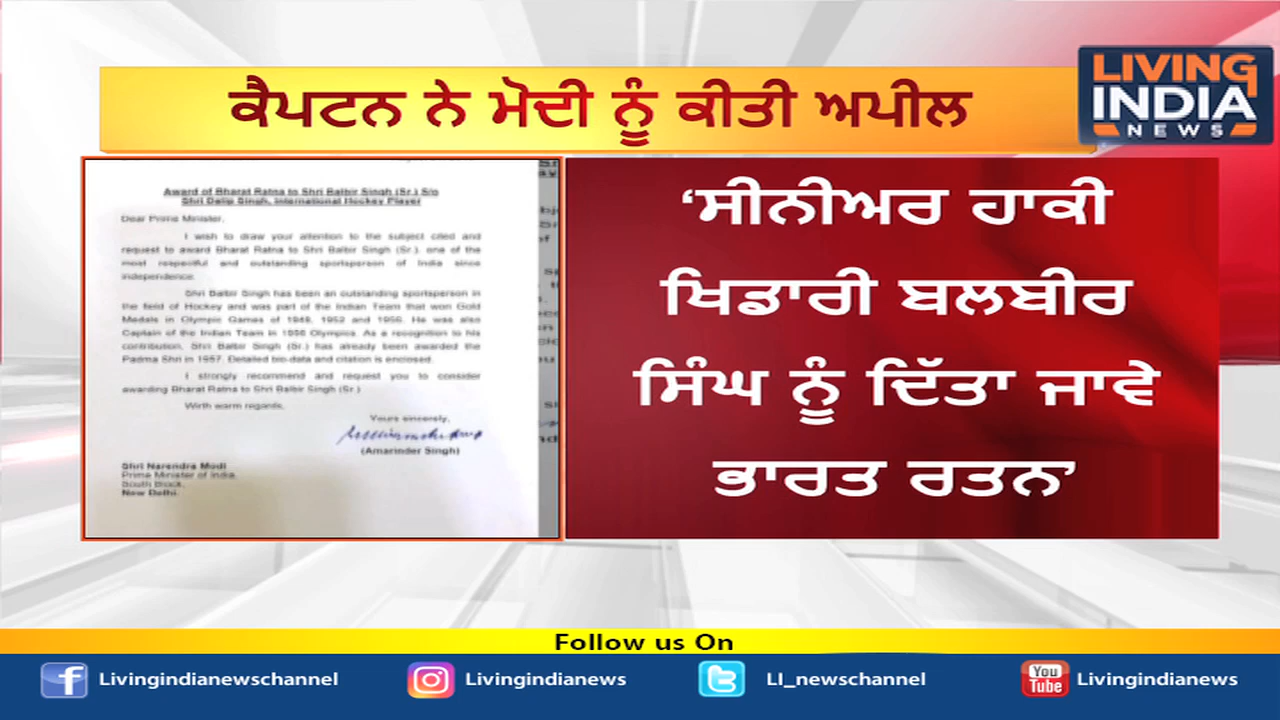 ਕੈਪਟਨ ਨੇ ਮੋਦੀ ਨੂੰ ਕੀਤੀ ਅਪੀਲ
LIVING
INDIA
NEWS
Award of Bharat Ratna to Shri Balbir Singh (Sr.) S/o
Shri Dalip Singh, International Hockey Player
Dear Prime Minister,
I wish to draw your attention to the subject cited and
request to award Bharat Ratna to Shri Balbir Singh (Sr.) one of the
most respectful and outstanding sportsperson of India since
independence.
Shri Balbir Singh has been an outstanding sportsperson in
the field of Hockey and was part of the Indian Team that won Gold
Medals in Olympic Games of 1948, 1952 and 1956. He was also
Captain of the Indian Team in 1956 Olympics. As a recognition to his
contribution, Shri Balbir Singh (Sr.) has already been awarded the
Padma Shri in 1957. Detailed bio-data and citation is enclosed.
I strongly recommend and request you to consider
awarding Bharat Ratna to Shri Balbir Singh (Sr.)
With warm regards,
Yours sincerely,
(Amarinder Singh)
Shri Narendra Modi
Prime Minister of India
South Block,
New Delhi.
‘ਸੀਨੀਅਰ ਹਾਕੀ
ਖਿਡਾਰੀ ਬਲਬੀਰ
ਸਿੰਘ ਨੂੰ ਦਿੱਤਾ ਜਾਵੇ
ਭਾਰਤ ਰਤਨ’
Follow us On
Livingindianewschannel
Livingindianews
LI_newschannel
You
Tube
Livingindianews